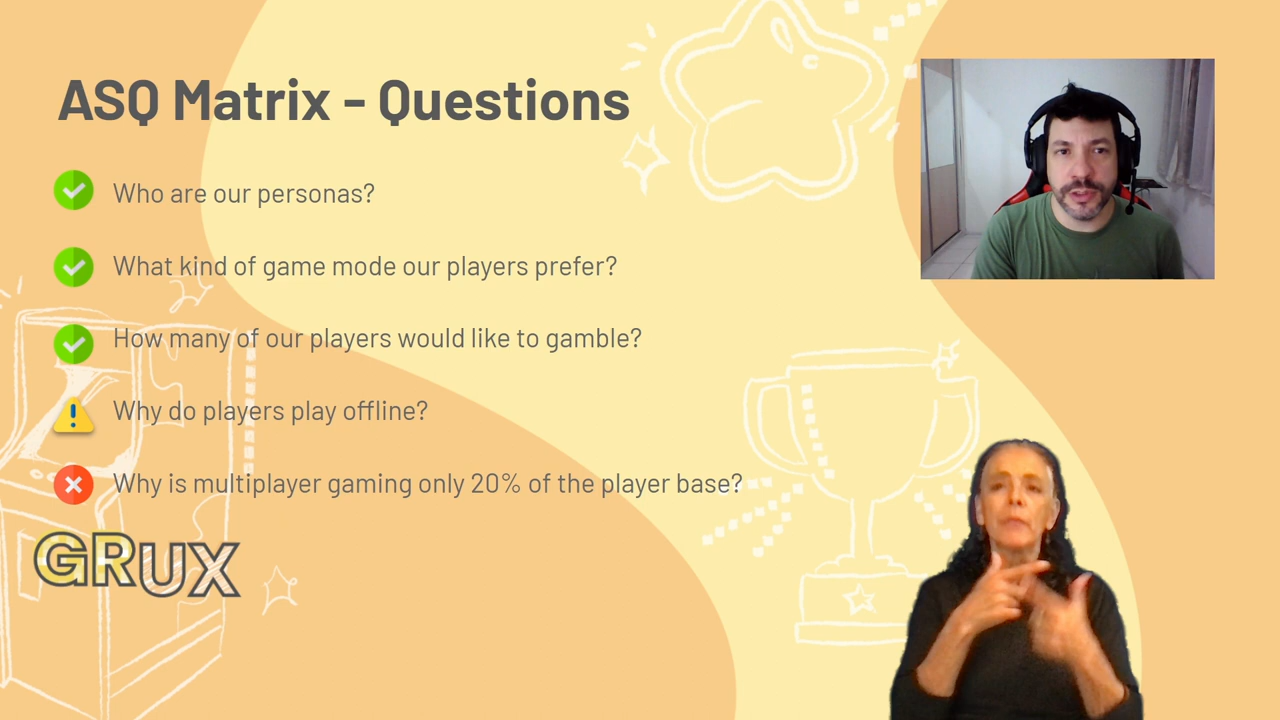 ASQ Matrix - Questions
Who are our personas?
What kind of game mode our players prefer?
How many of our players would like to gamble?
Why do players play offline?
Why is multiplayer gaming only 20% of the player base?
GRUX